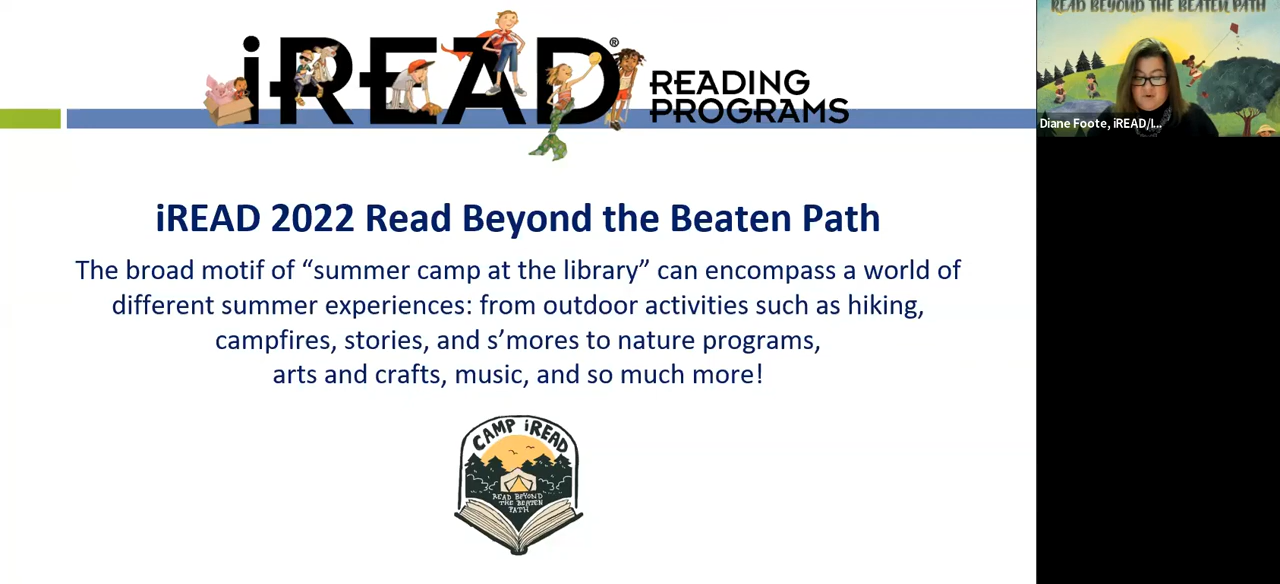 iREAD®
READING
PROGRAMS
READ BEYOND THE BEATEN PATH
Diane Foote, iREAD/I...
iREAD 2022 Read Beyond the Beaten Path
The broad motif of “summer camp at the library” can encompass a world of
different summer experiences: from outdoor activities such as hiking,
campfires, stories, and s’mores to nature programs,
arts and crafts, music, and so much more!
CAMP iREAD
READ BEYOND
THE BEATEN
PATH